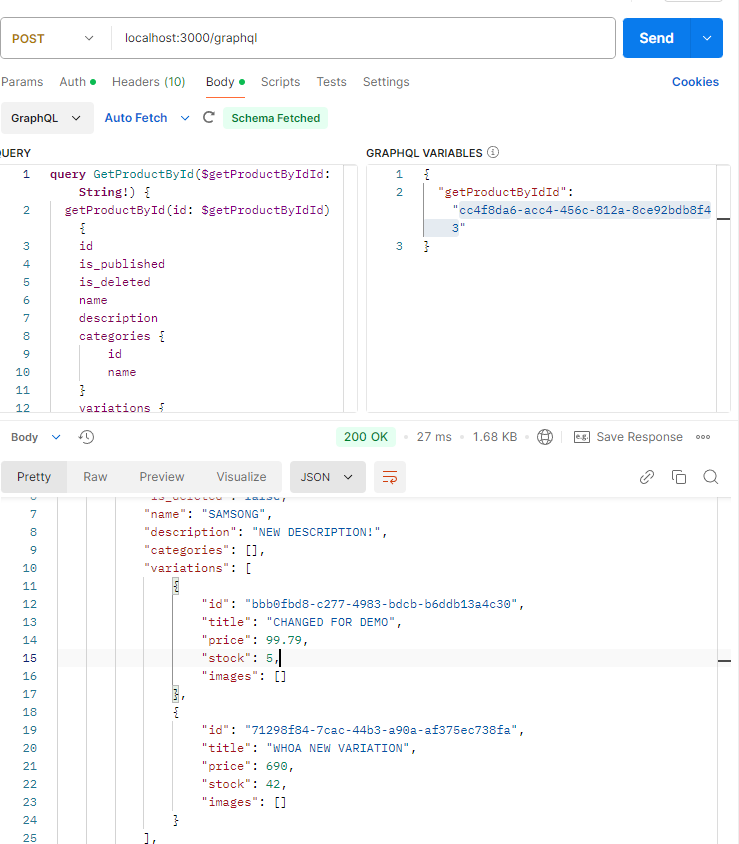 POST localhost:3000/graphql Send
Params Auth Headers (10) Body Scripts Tests Settings Cookies
GraphQL Auto Fetch Schema Fetched
UERY
1 query GetProductById($getProductByIdId:
String!) {
2 getProductById(id: $getProductByIdId)
{
3 id
4 is_published
5 is_deleted
6 name
7 description
8 categories {
9 id
10 name
11 }
12 variations {
GRAPHQL VARIABLES
1 {
2 "getProductByIdId":
"cc4f8da6-acc4-456c-812a-8ce92bdb8f4
3"
3 }
Body 200 OK • 27 ms • 1.68 KB • e.g. Save Response
Pretty Raw Preview Visualize JSON
6 "is_deleted": false,
7 "name": "SAMSONG",
8 "description": "NEW DESCRIPTION!",
9 "categories": [],
10 "variations": [
11 {
12 "id": "bbb0fbd8-c277-4983-bdcb-b6ddb13a4c30",
13 "title": "CHANGED FOR DEMO",
14 "price": 99.79,
15 "stock": 5,
16 "images": []
17 },
18 {
19 "id": "71298f84-7cac-44b3-a90a-af375ec738fa",
20 "title": "WHOA NEW VARIATION",
21 "price": 690,
22 "stock": 42,
23 "images": []
24 }
25 ],